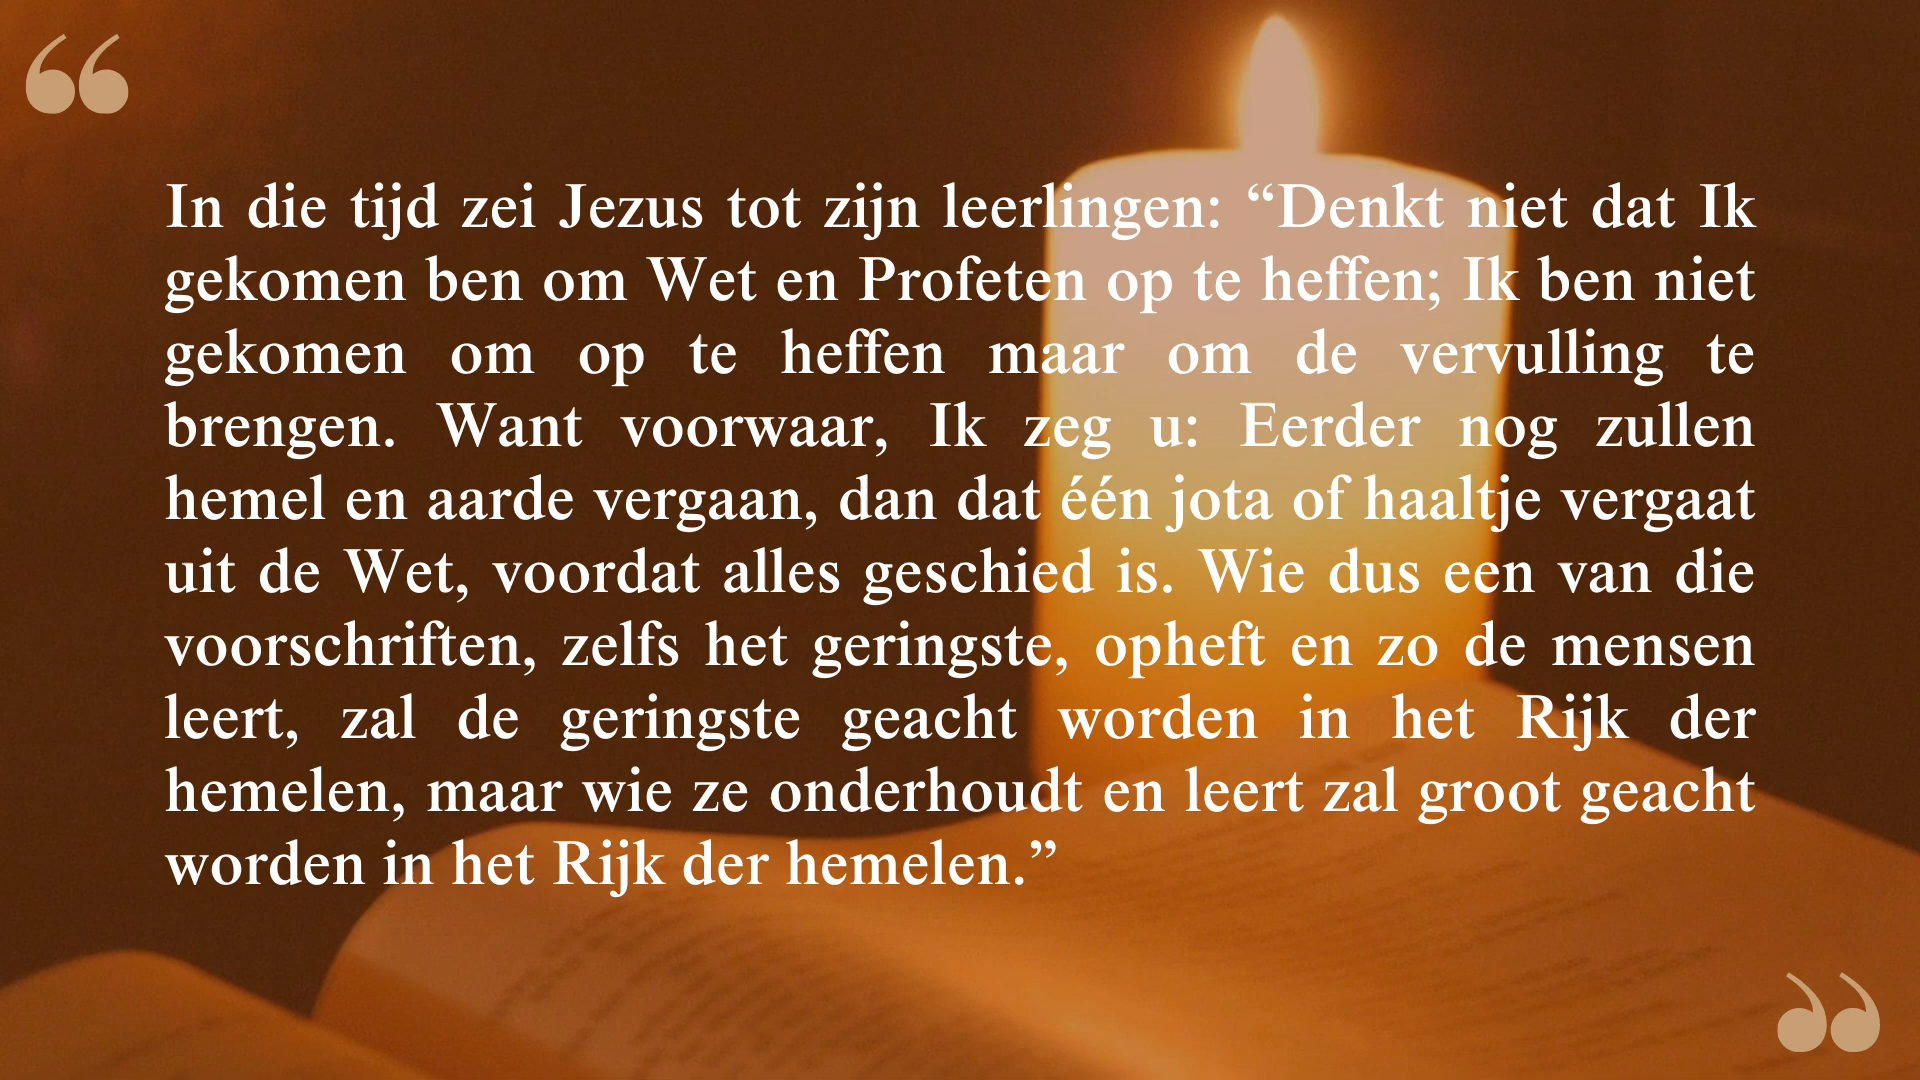 In die tijd zei Jezus tot zijn leerlingen: “Denkt niet dat Ik
gekomen ben om Wet en Profeten op te heffen; Ik ben niet
gekomen om op te heffen maar om de vervulling te
brengen. Want voorwaar, Ik zeg u: Eerder nog zullen
hemel en aarde vergaan, dan dat één jota of haaltje vergaat
uit de Wet, voordat alles geschied is. Wie dus een van die
voorschriften, zelfs het geringste, opheft en zo de mensen
leert, zal de geringste geacht worden in het Rijk der
hemelen, maar wie ze onderhoudt en leert zal groot geacht
worden in het Rijk der hemelen.”